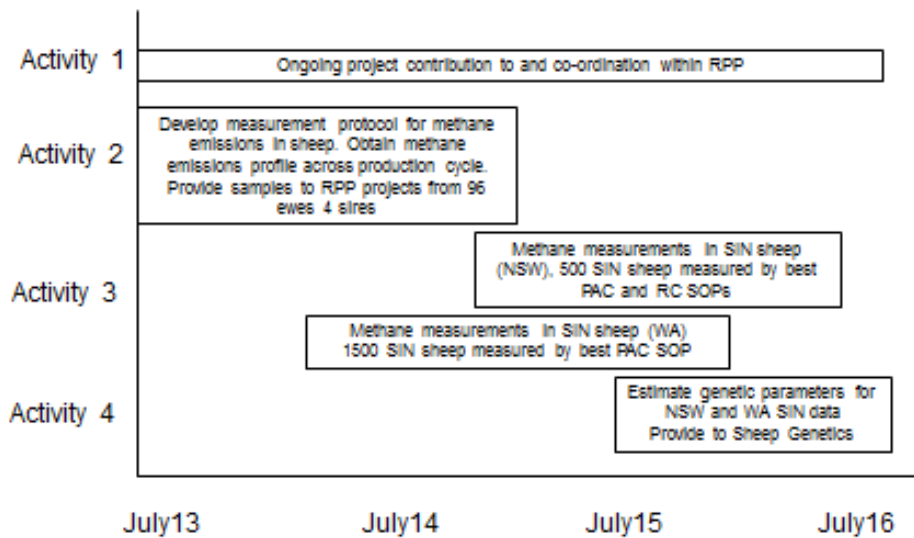 Activity 1
Ongoing project contribution to and co-ordination within RPP
Activity 2
Develop measurement protocol for methane
emissions in sheep. Obtain methane
emissions profile across production cycle.
Provide samples to RPP projects from 96
ewes 4 sires
Activity 3
Methane measurements in SIN sheep
(NSW), 500 SIN sheep measured by best
PAC and RC SOPs
Methane measurements in SIN sheep (WA)
1500 SIN sheep measured by best PAC SOP
Activity 4
Estimate genetic parameters for
NSW and WA SIN data
Provide to Sheep Genetics
July13 July14 July15 July16